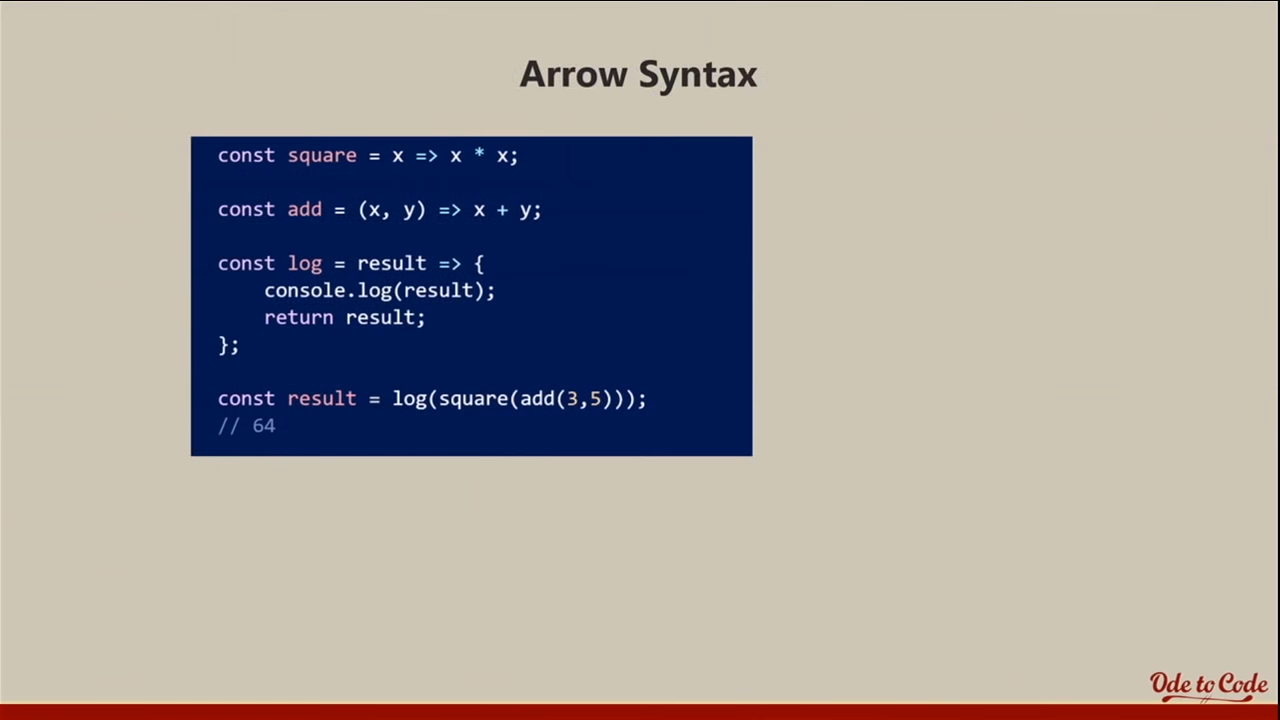 Arrow Syntax
const square = x => x * x;
const add = (x, y) => x + y;
const log = result => {
    console.log(result);
    return result;
};
const result = log(square(add(3,5)));
// 64
Ode to Code